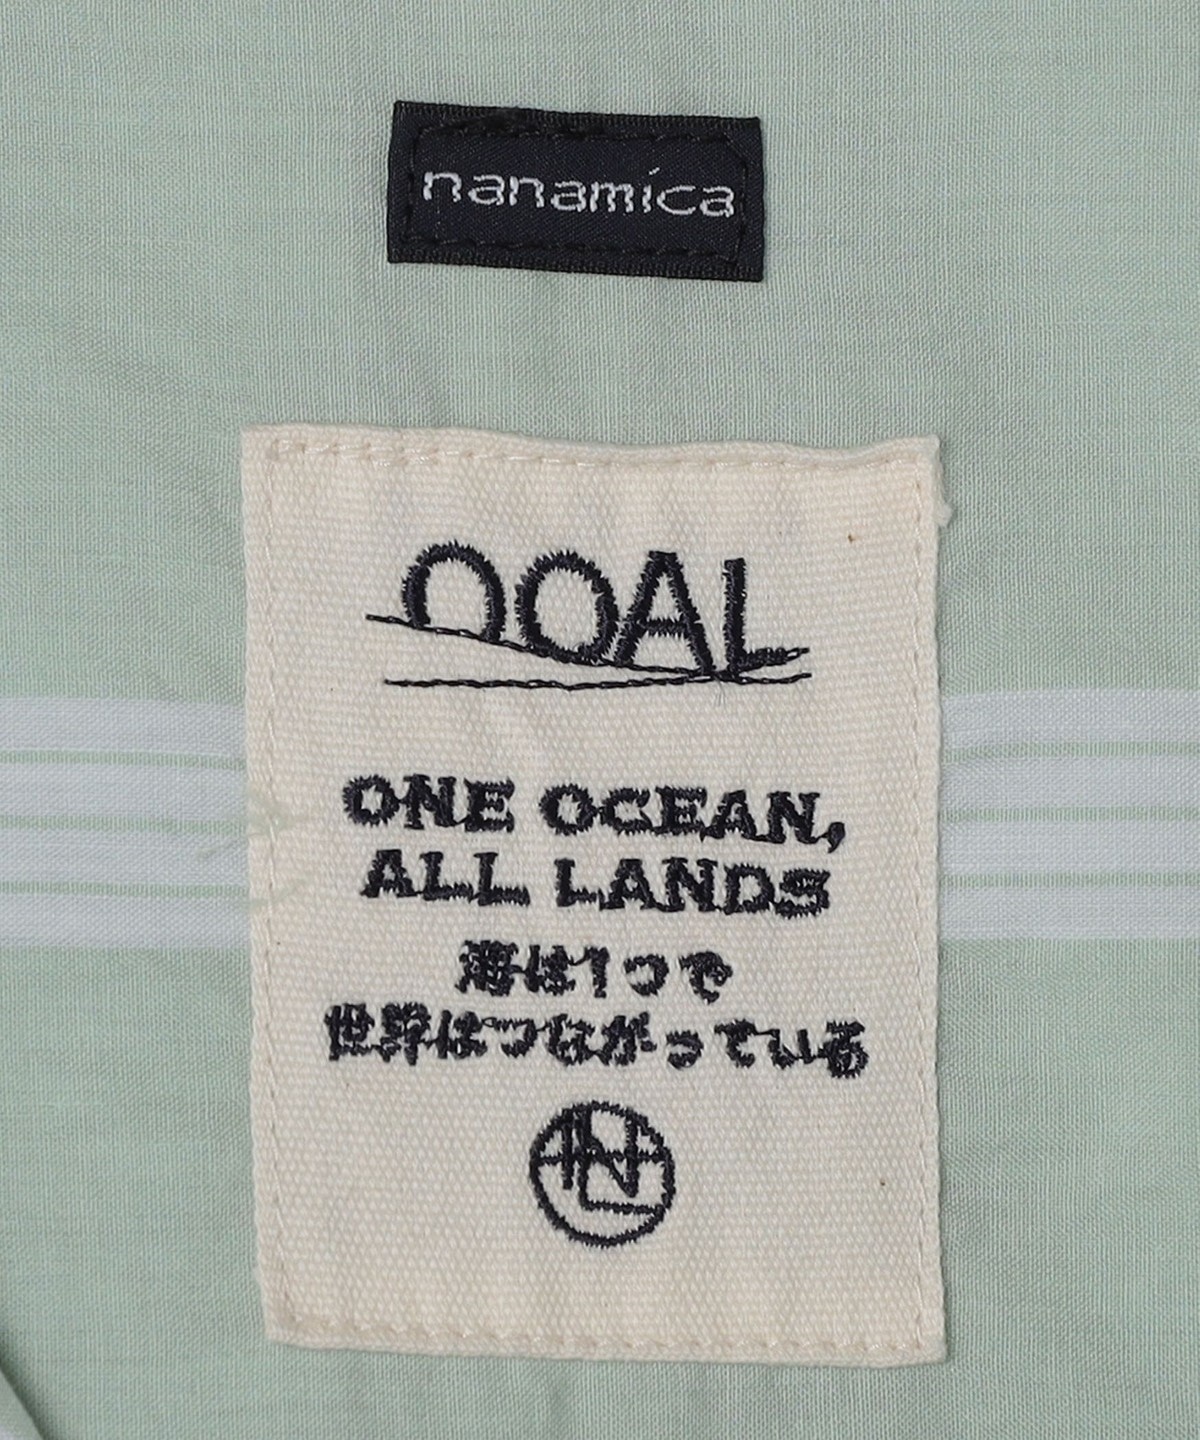 nanamica
OOAL
ONE OCEAN,
ALL LANDS
海は1つで
世界はつながっている
NL